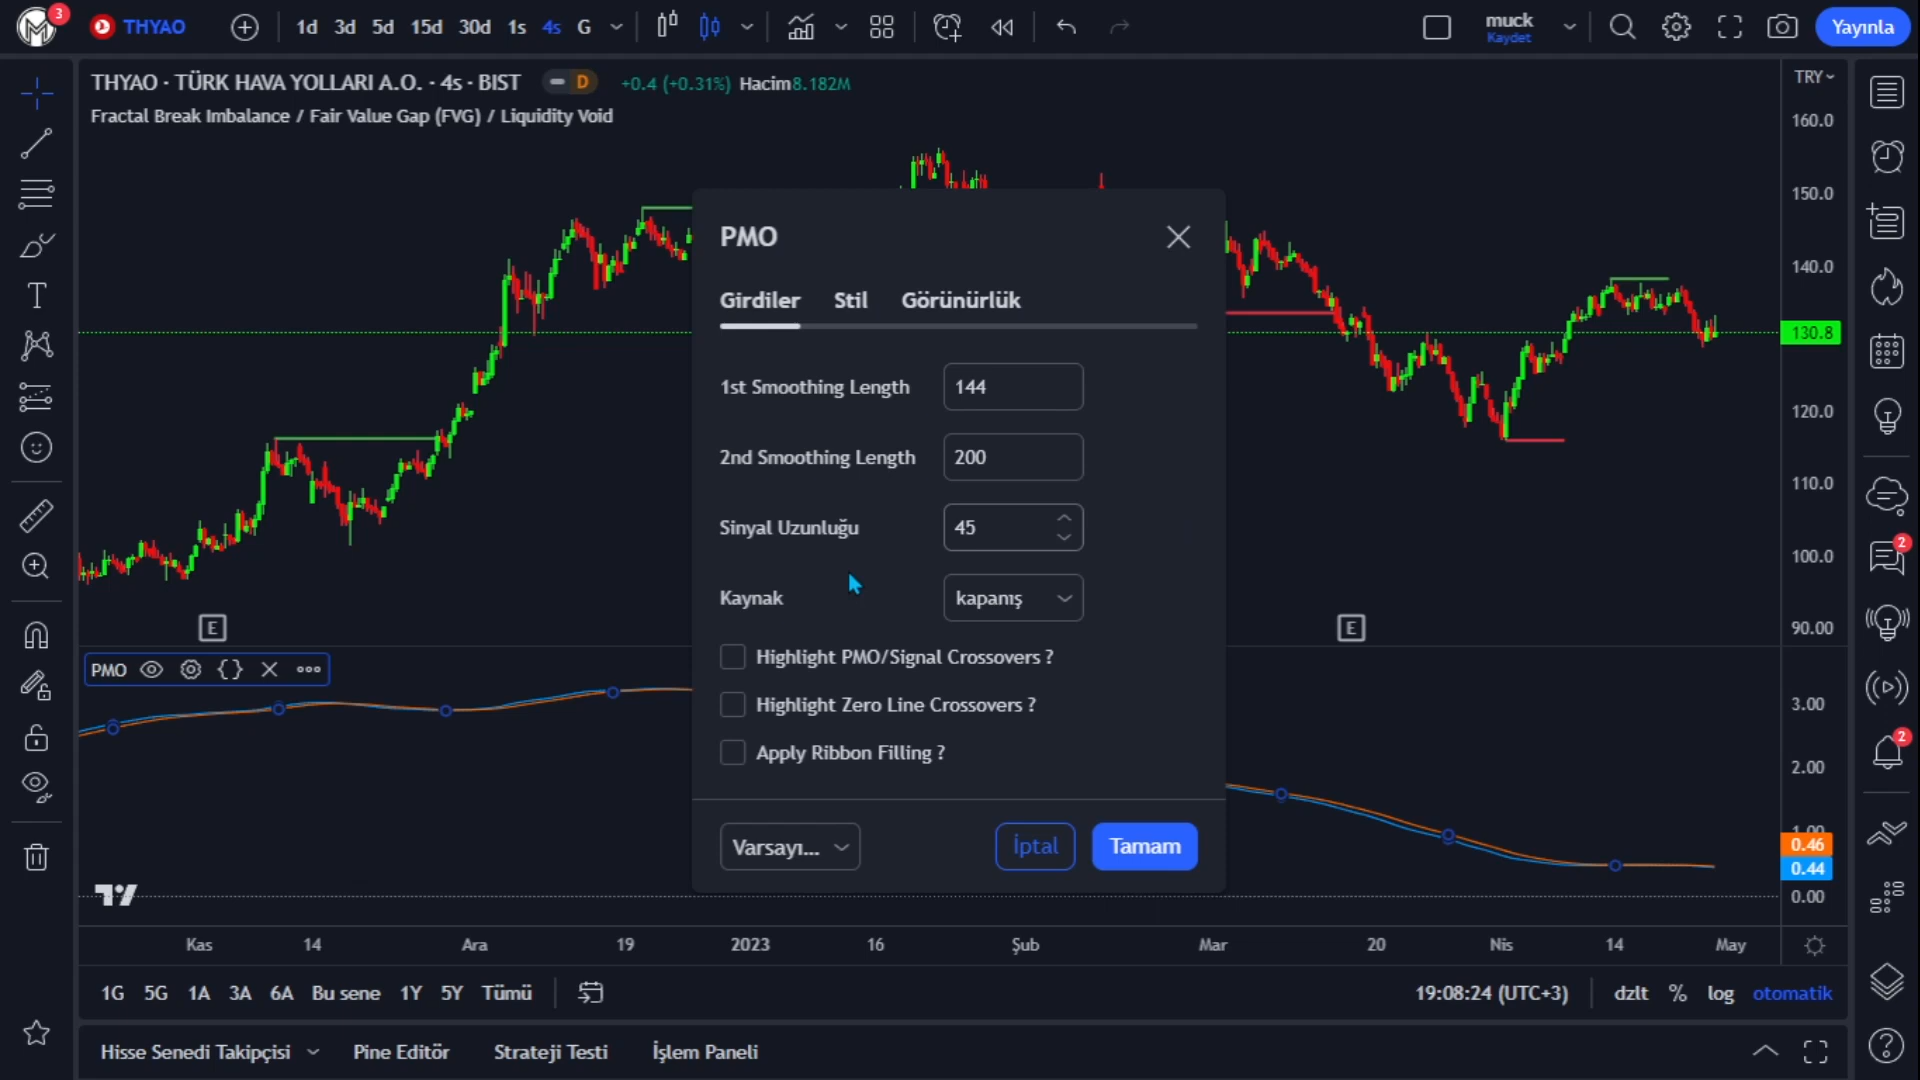 3
THYAO
1d 3d 5d 15d 30d 1s 4s G
muck
Kaydet
Yayınla
THYAO · TÜRK HAVA YOLLARI A.O. · 4s · BIST
D
+0.4 (+0.31%) Hacim8.182M
TRY
Fractal Break Imbalance / Fair Value Gap (FVG) / Liquidity Void
160.0
150.0
140.0
130.8
120.0
110.0
100.0
90.00
PMO
Girdiler Stil Görünürlük
1st Smoothing Length 144
2nd Smoothing Length 200
Sinyal Uzunluğu 45
Kaynak kapanış
Highlight PMO/Signal Crossovers ?
Highlight Zero Line Crossovers ?
Apply Ribbon Filling ?
Varsayı...
İptal
Tamam
E
E
PMO
3.00
2.00
1.00
0.46
0.44
0.00
2
2
Kas 14 Ara 19 2023 16 Şub Mar 20 Nis 14 May
1G 5G 1A 3A 6A Bu sene 1Y 5Y Tümü
19:08:24 (UTC+3) dzlt % log otomatik
Hisse Senedi Takipçisi Pine Editör Strateji Testi İşlem Paneli